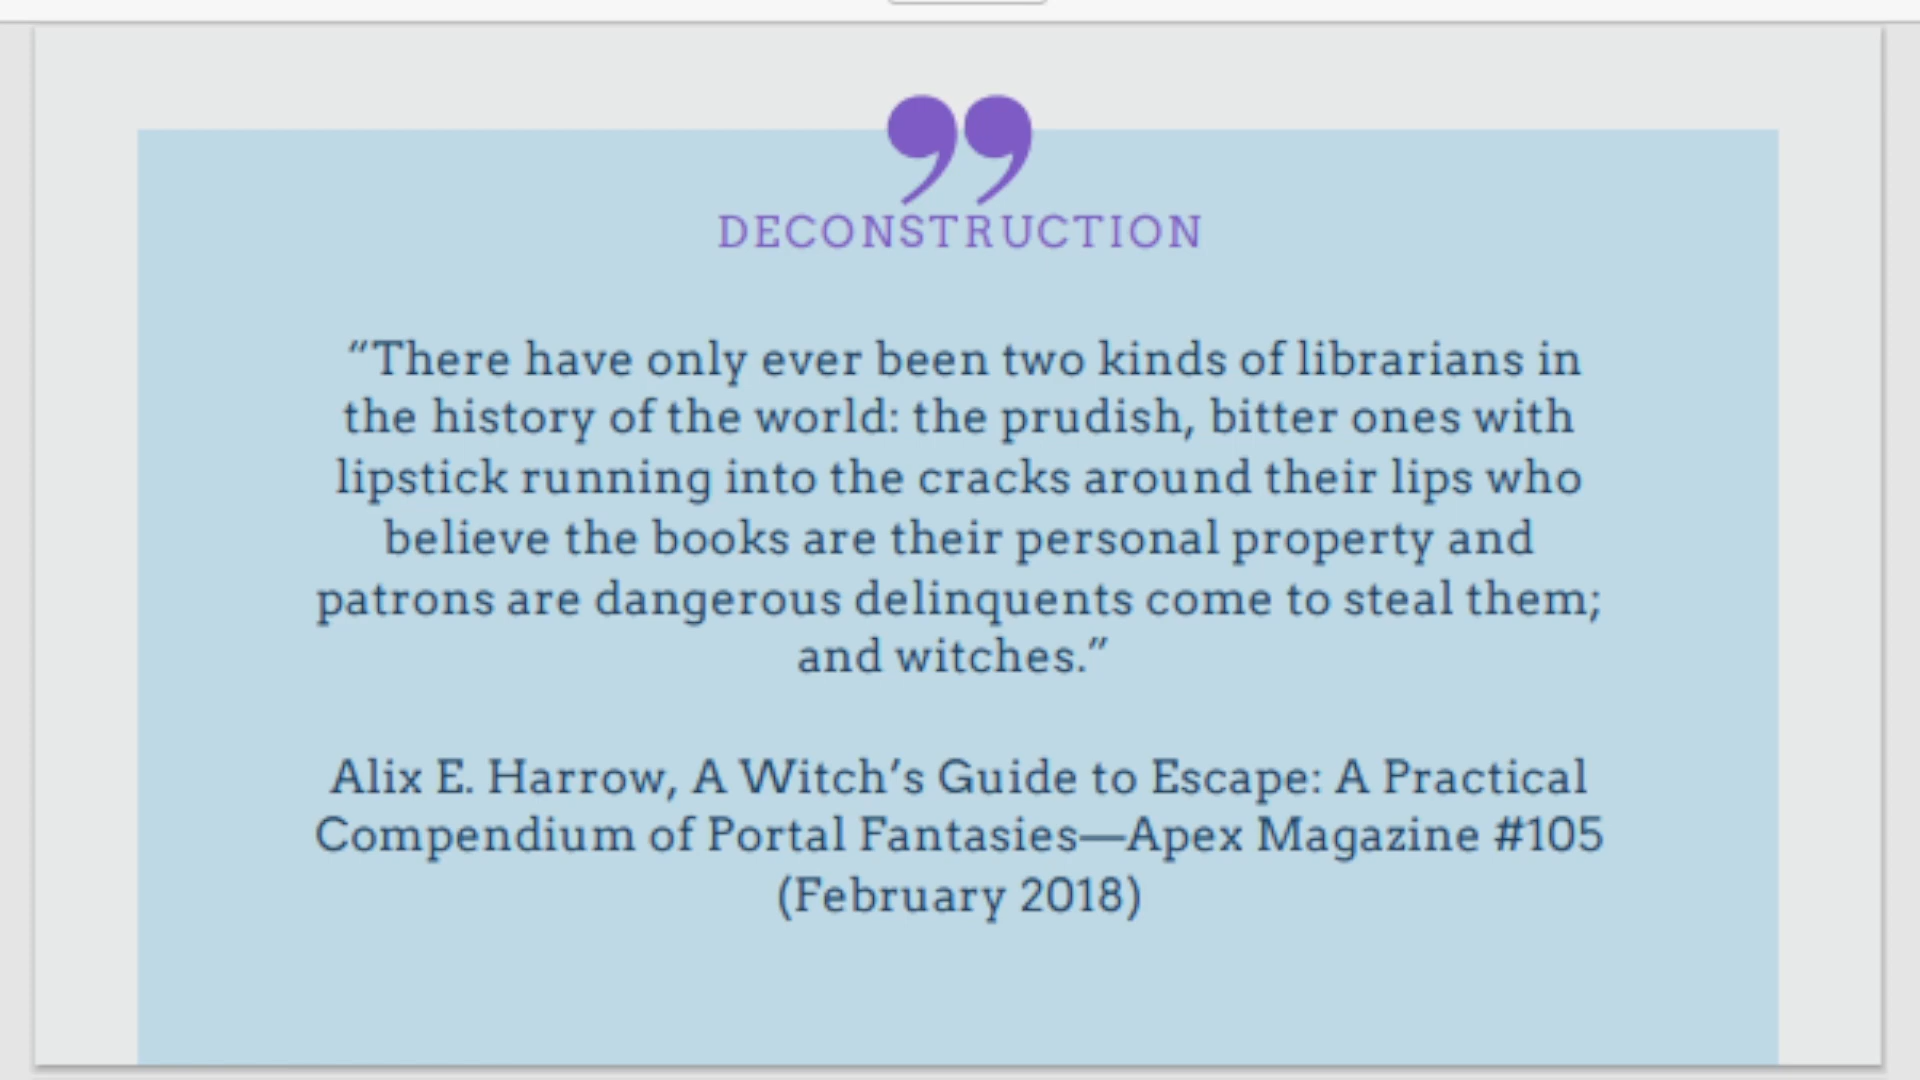 ”
DECONSTRUCTION
“There have only ever been two kinds of librarians in
the history of the world: the prudish, bitter ones with
lipstick running into the cracks around their lips who
believe the books are their personal property and
patrons are dangerous delinquents come to steal them;
and witches.”
Alix E. Harrow, A Witch’s Guide to Escape: A Practical
Compendium of Portal Fantasies—Apex Magazine #105
(February 2018)